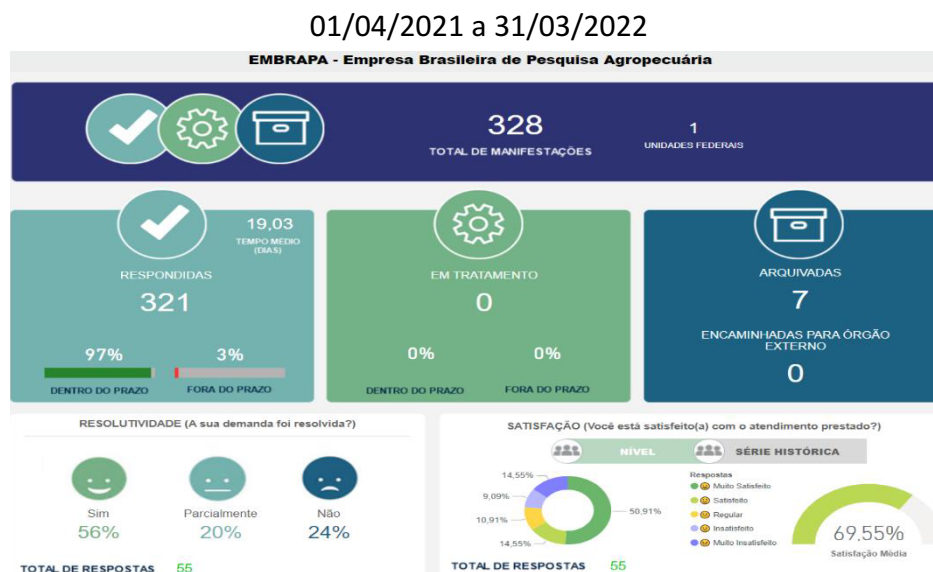 01/04/2021 a 31/03/2022
EMBRAPA - Empresa Brasileira de Pesquisa Agropecuária
328
TOTAL DE MANIFESTAÇÕES
1
UNIDADES FEDERAIS
19,03
TEMPO MÉDIO
(DIAS)
RESPONDIDAS
321
97%
3%
DENTRO DO PRAZO
FORA DO PRAZO
EM TRATAMENTO
0
0%
0%
DENTRO DO PRAZO
FORA DO PRAZO
ARQUIVADAS
7
ENCAMINHADAS PARA ÓRGÃO
EXTERNO
0
RESOLUTIVIDADE (A sua demanda foi resolvida?)
Sim
56%
Parcialmente
20%
Não
24%
TOTAL DE RESPOSTAS 55
SATISFAÇÃO (Você está satisfeito(a) com o atendimento prestado?)
NÍVEL
SÉRIE HISTÓRICA
14,55%
9,09%
10,91%
14,55%
50,91%
Respostas
Muito Satisfeito
Satisfeito
Regular
Insatisfeito
Muito Insatisfeito
69.55%
Satisfação Média
TOTAL DE RESPOSTAS 55